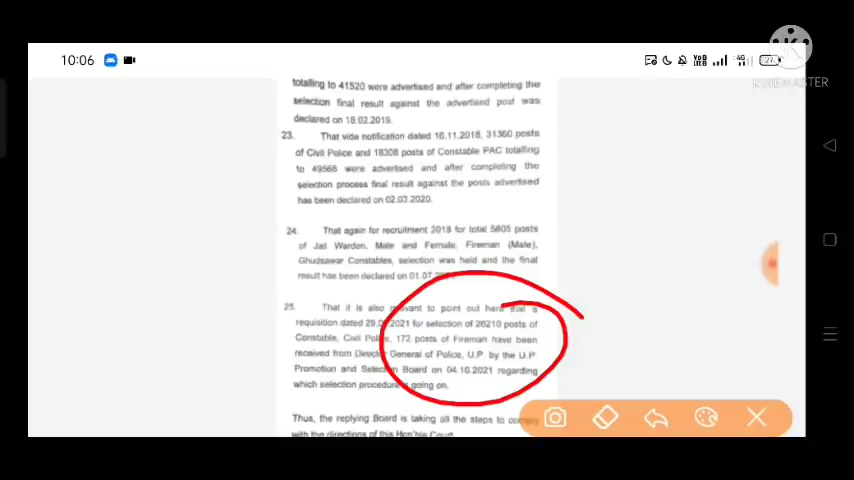 10:06
VoD
LTE
4G
27
KINEMASTER
totalling to 41520 were advertised and after completing the
selection final result against the advertised post was
declared on 18.02.2019.
23. That vide notification dated 16.11.2018, 31360 posts
of Civil Police and 18308 posts of Constable PAC totalling
to 49568 were advertised and after completing the
selection process final result against the posts advertised
has been declared on 02.03.2020.
24. That again for recruitment 2018 for total 5805 posts
of Jail Warden, Male and Female, Fireman (Male),
Ghudsawar Constables, selection was held and the final
result has been declared on 01.07
25. That it is also relevant to point out here that is
requisition dated 29. 2021 for selection of 26210 posts of
Constable, Civil Police, 172 posts of Fireman have been
received from Director General of Police, U.P. by the U.P.
Promotion and Selection Board on 04.10.2021 regarding
which selection procedure is going on.
Thus, the replying Board is taking all the steps to comply
with the directions of this Hon'ble Court.